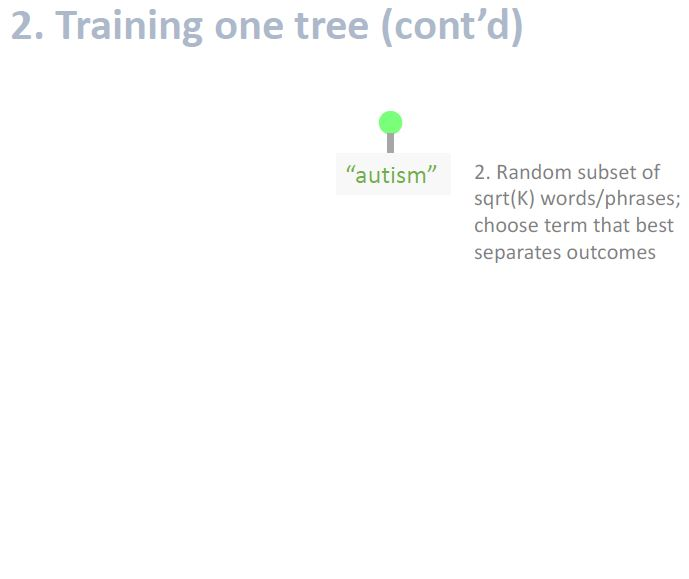 2. Training one tree (cont’d)
“autism”
2. Random subset of
sqrt(K) words/phrases;
choose term that best
separates outcomes